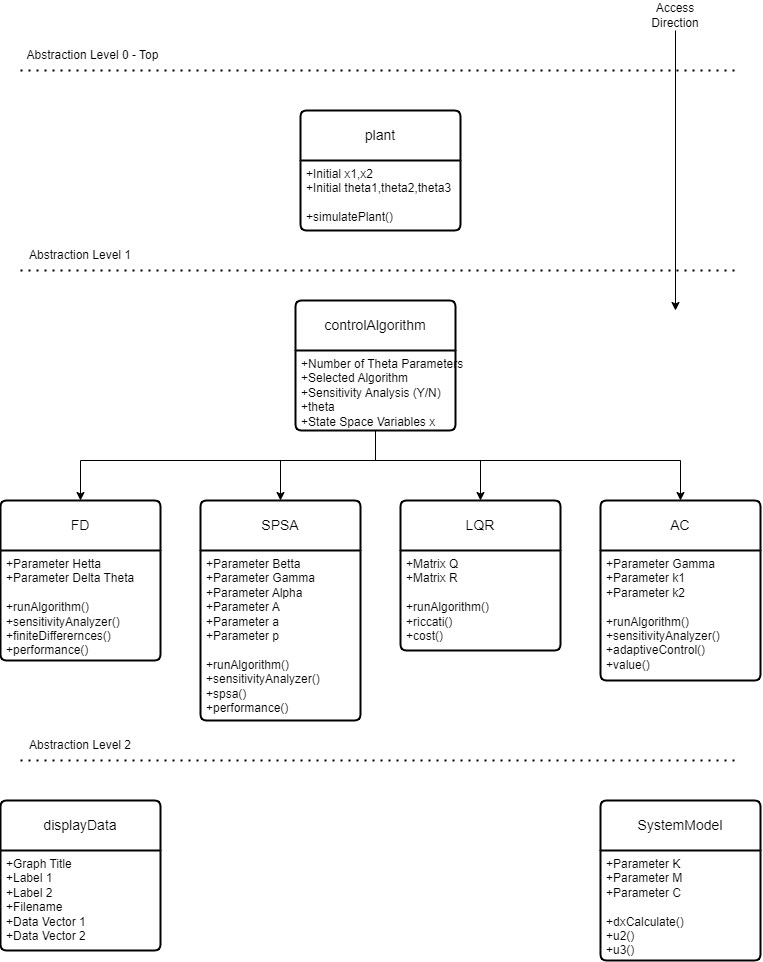 Access
Direction
Abstraction Level 0 - Top
plant
+Initial x1,x2
+Initial theta1,theta2,theta3
+simulatePlant()
Abstraction Level 1
controlAlgorithm
+Number of Theta Parameters
+Selected Algorithm
+Sensitivity Analysis (Y/N)
+theta
+State Space Variables x
FD
+Parameter Hetta
+Parameter Delta Theta
+runAlgorithm()
+sensitivityAnalyzer()
+finiteDifferernces()
+performance()
SPSA
+Parameter Betta
+Parameter Gamma
+Parameter Alpha
+Parameter A
+Parameter a
+Parameter p
+runAlgorithm()
+sensitivityAnalyzer()
+spsa()
+performance()
LQR
+Matrix Q
+Matrix R
+runAlgorithm()
+riccati()
+cost()
AC
+Parameter Gamma
+Parameter k1
+Parameter k2
+runAlgorithm()
+sensitivityAnalyzer()
+adaptiveControl()
+value()
Abstraction Level 2
displayData
+Graph Title
+Label 1
+Label 2
+Filename
+Data Vector 1
+Data Vector 2
SystemModel
+Parameter K
+Parameter M
+Parameter C
+dxCalculate()
+u2()
+u3()